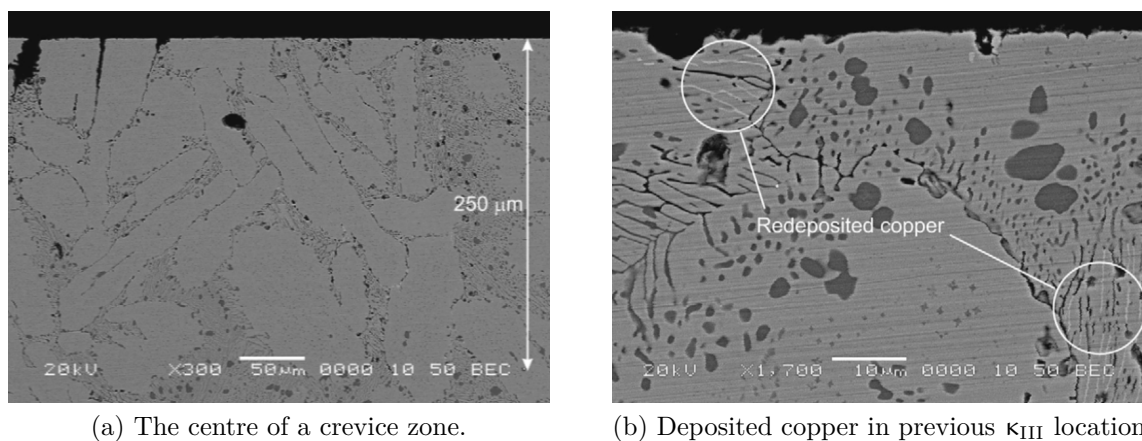 250 μm
20kV X300 50μm 0000 10 50 BEC
Redeposited copper
20kV X1,700 10μm 0000 10 50 BEC
(a) The centre of a crevice zone.
(b) Deposited copper in previous κIII location